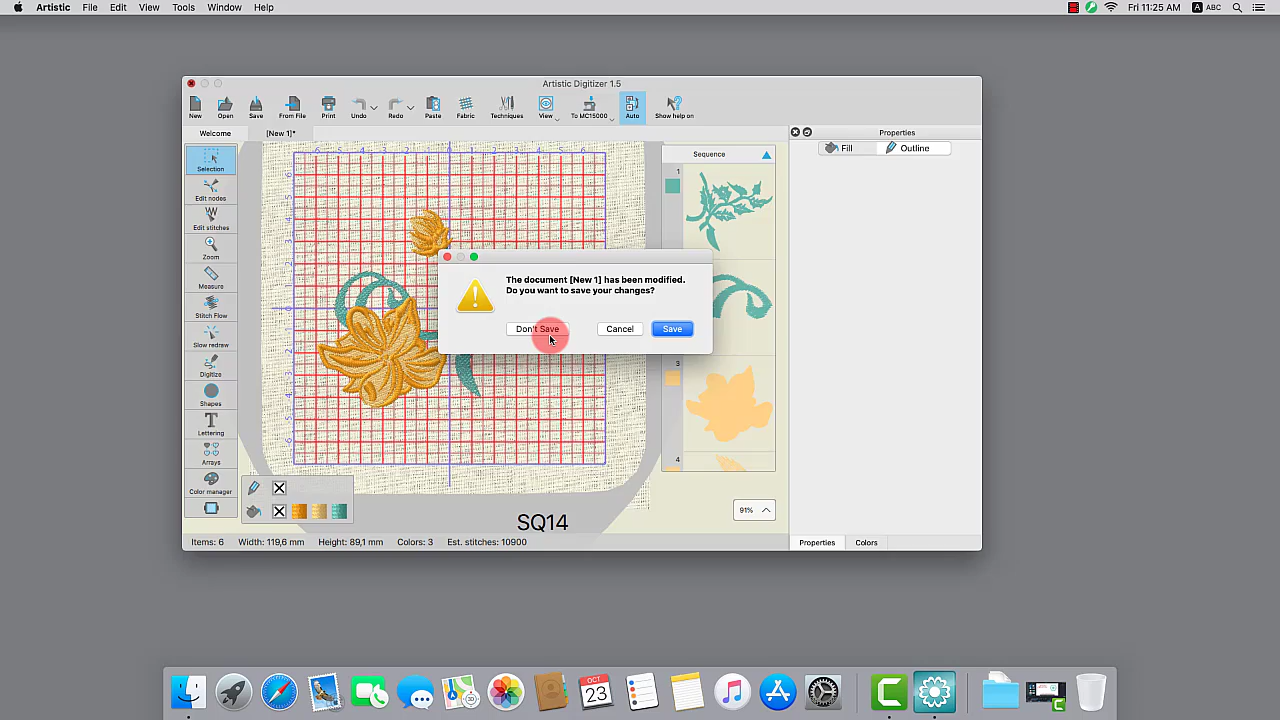 Artistic File Edit View Tools Window Help
Fri 11:25 AM A ABC
Artistic Digitizer 1.5
New Open Save From File Print Undo Redo Paste Fabric Techniques View To MC15000 Auto Show help on
Welcome [New 1]*
Properties
Fill Outline
Selection
Edit nodes
Edit stitches
Zoom
Measure
Stitch Flow
Slow redraw
Digitize
Shapes
Lettering
Arrays
Color manager
Sequence
1
3
4
The document [New 1] has been modified.
Do you want to save your changes?
Don't Save Cancel Save
SQ14
91%
Items: 6 Width: 119,6 mm Height: 89,1 mm Colors: 3 Est. stitches: 10900
Properties Colors
OCT
23